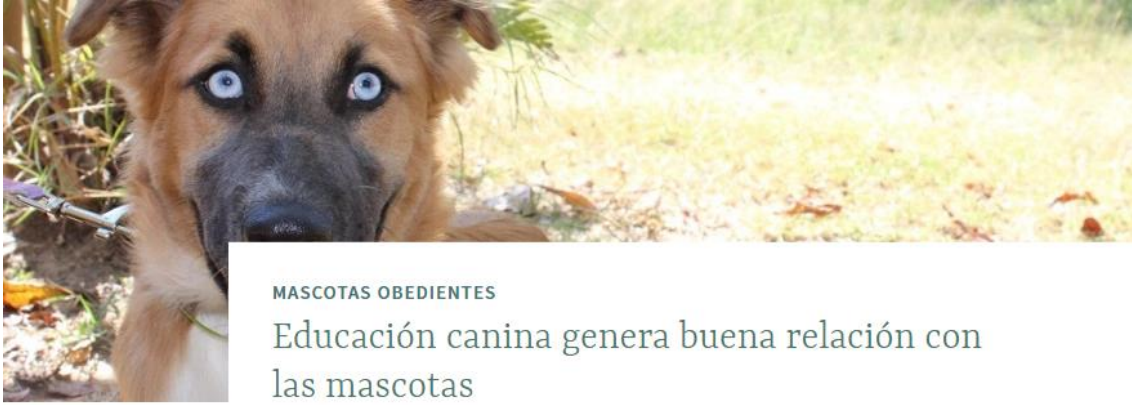 MASCOTAS OBEDIENTES
Educación canina genera buena relación con
las mascotas